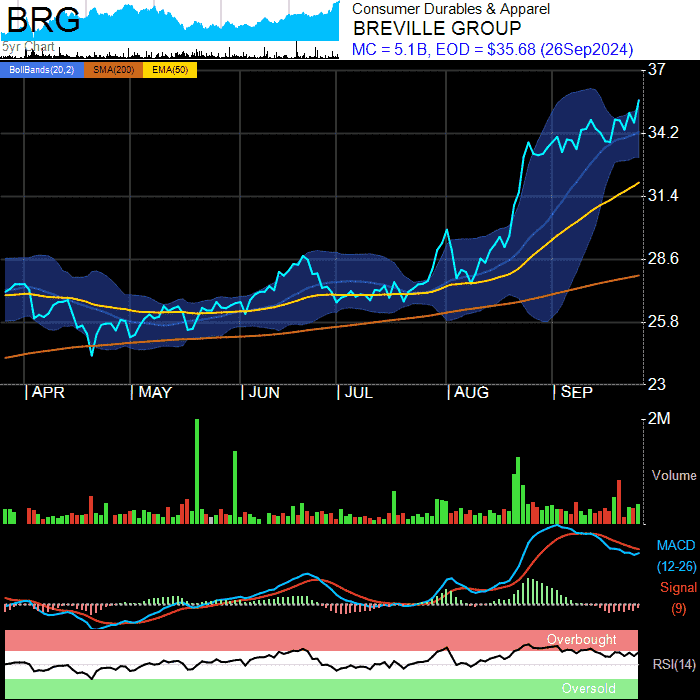 BRG
5yr Chart
Consumer Durables & Apparel
BREVILLE GROUP
MC = 5.1B, EOD = $35.68 (26Sep2024)
BollBands(20,2) SMA(200) EMA(50)
37
34.2
31.4
28.6
25.8
23
APR MAY JUN JUL AUG SEP
2M
Volume
MACD
(12-26)
Signal
(9)
Overbought
RSI(14)
Oversold